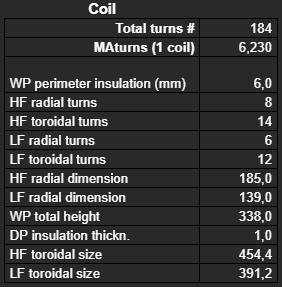 Coil
Total turns # 184
MAturns (1 coil) 6,230
WP perimeter insulation (mm) 6,0
HF radial turns 8
HF toroidal turns 14
LF radial turns 6
LF toroidal turns 12
HF radial dimension 185,0
LF radial dimension 139,0
WP total height 338,0
DP insulation thickn. 1,0
HF toroidal size 454,4
LF toroidal size 391,2